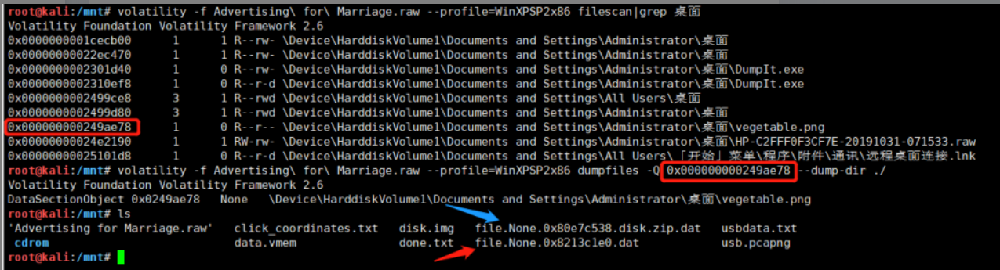 root@kali:/mnt# volatility -f Advertising\ for\ Marriage.raw --profile=WinXPSP2x86 filescan|grep 桌面
Volatility Foundation Volatility Framework 2.6
0x0000000001cecb00 1 1 R--rw- \Device\HarddiskVolume1\Documents and Settings\Administrator\桌面
0x00000000022ec470 1 1 R--rw- \Device\HarddiskVolume1\Documents and Settings\Administrator\桌面
0x0000000002301d40 1 0 R--rw- \Device\HarddiskVolume1\Documents and Settings\Administrator\桌面\DumpIt.exe
0x0000000002310ef8 1 0 R--r-d \Device\HarddiskVolume1\Documents and Settings\Administrator\桌面\DumpIt.exe
0x0000000002499ce8 3 1 R--rwd \Device\HarddiskVolume1\Documents and Settings\All Users\桌面
0x0000000002499d80 3 1 R--rwd \Device\HarddiskVolume1\Documents and Settings\Administrator\桌面
0x000000000249ae78 1 0 R--r-- \Device\HarddiskVolume1\Documents and Settings\Administrator\桌面\vegetable.png
0x00000000024e2190 1 1 RW-rw- \Device\HarddiskVolume1\Documents and Settings\Administrator\桌面\HP-C2FFF0F3CF7E-20191031-071533.raw
0x00000000025101d8 1 0 R--r-d \Device\HarddiskVolume1\Documents and Settings\All Users\「开始」菜单\程序\附件\通讯\远程桌面连接.lnk
root@kali:/mnt# volatility -f Advertising\ for\ Marriage.raw --profile=WinXPSP2x86 dumpfiles -Q 0x000000000249ae78 --dump-dir ./
Volatility Foundation Volatility Framework 2.6
DataSectionObject 0x0249ae78 None \Device\HarddiskVolume1\Documents and Settings\Administrator\桌面\vegetable.png
root@kali:/mnt# ls
'Advertising for Marriage.raw' click_coordinates.txt disk.img file.None.0x80e7c538.disk.zip.dat usbdata.txt
cdrom data.vmem done.txt file.None.0x8213c1e0.dat usb.pcapng
root@kali:/mnt#